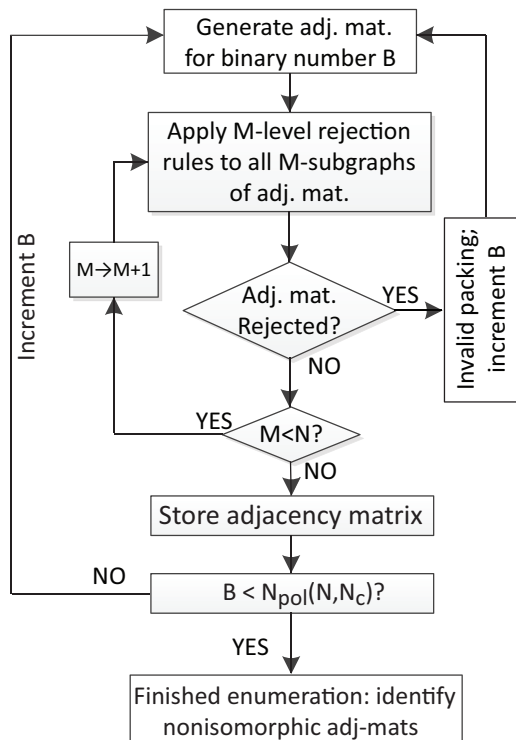 Generate adj. mat.
for binary number B
Apply M-level rejection
rules to all M-subgraphs
of adj. mat.
M→M+1
Increment B
Adj. mat.
Rejected?
YES
Invalid packing;
increment B
NO
YES
M<N?
NO
Store adjacency matrix
NO
B < Npol(N,Nc)?
YES
Finished enumeration: identify
nonisomorphic adj-mats